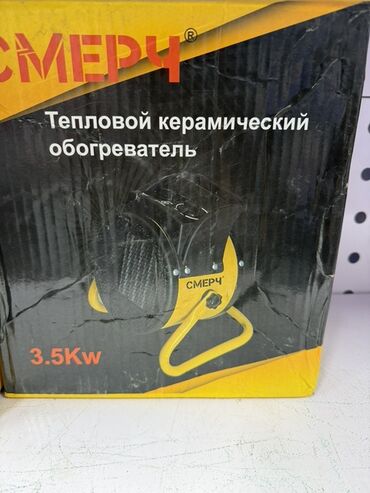 СМЕРЧ®
Тепловой керамический
обогреватель
СМЕРЧ
3.5Kw